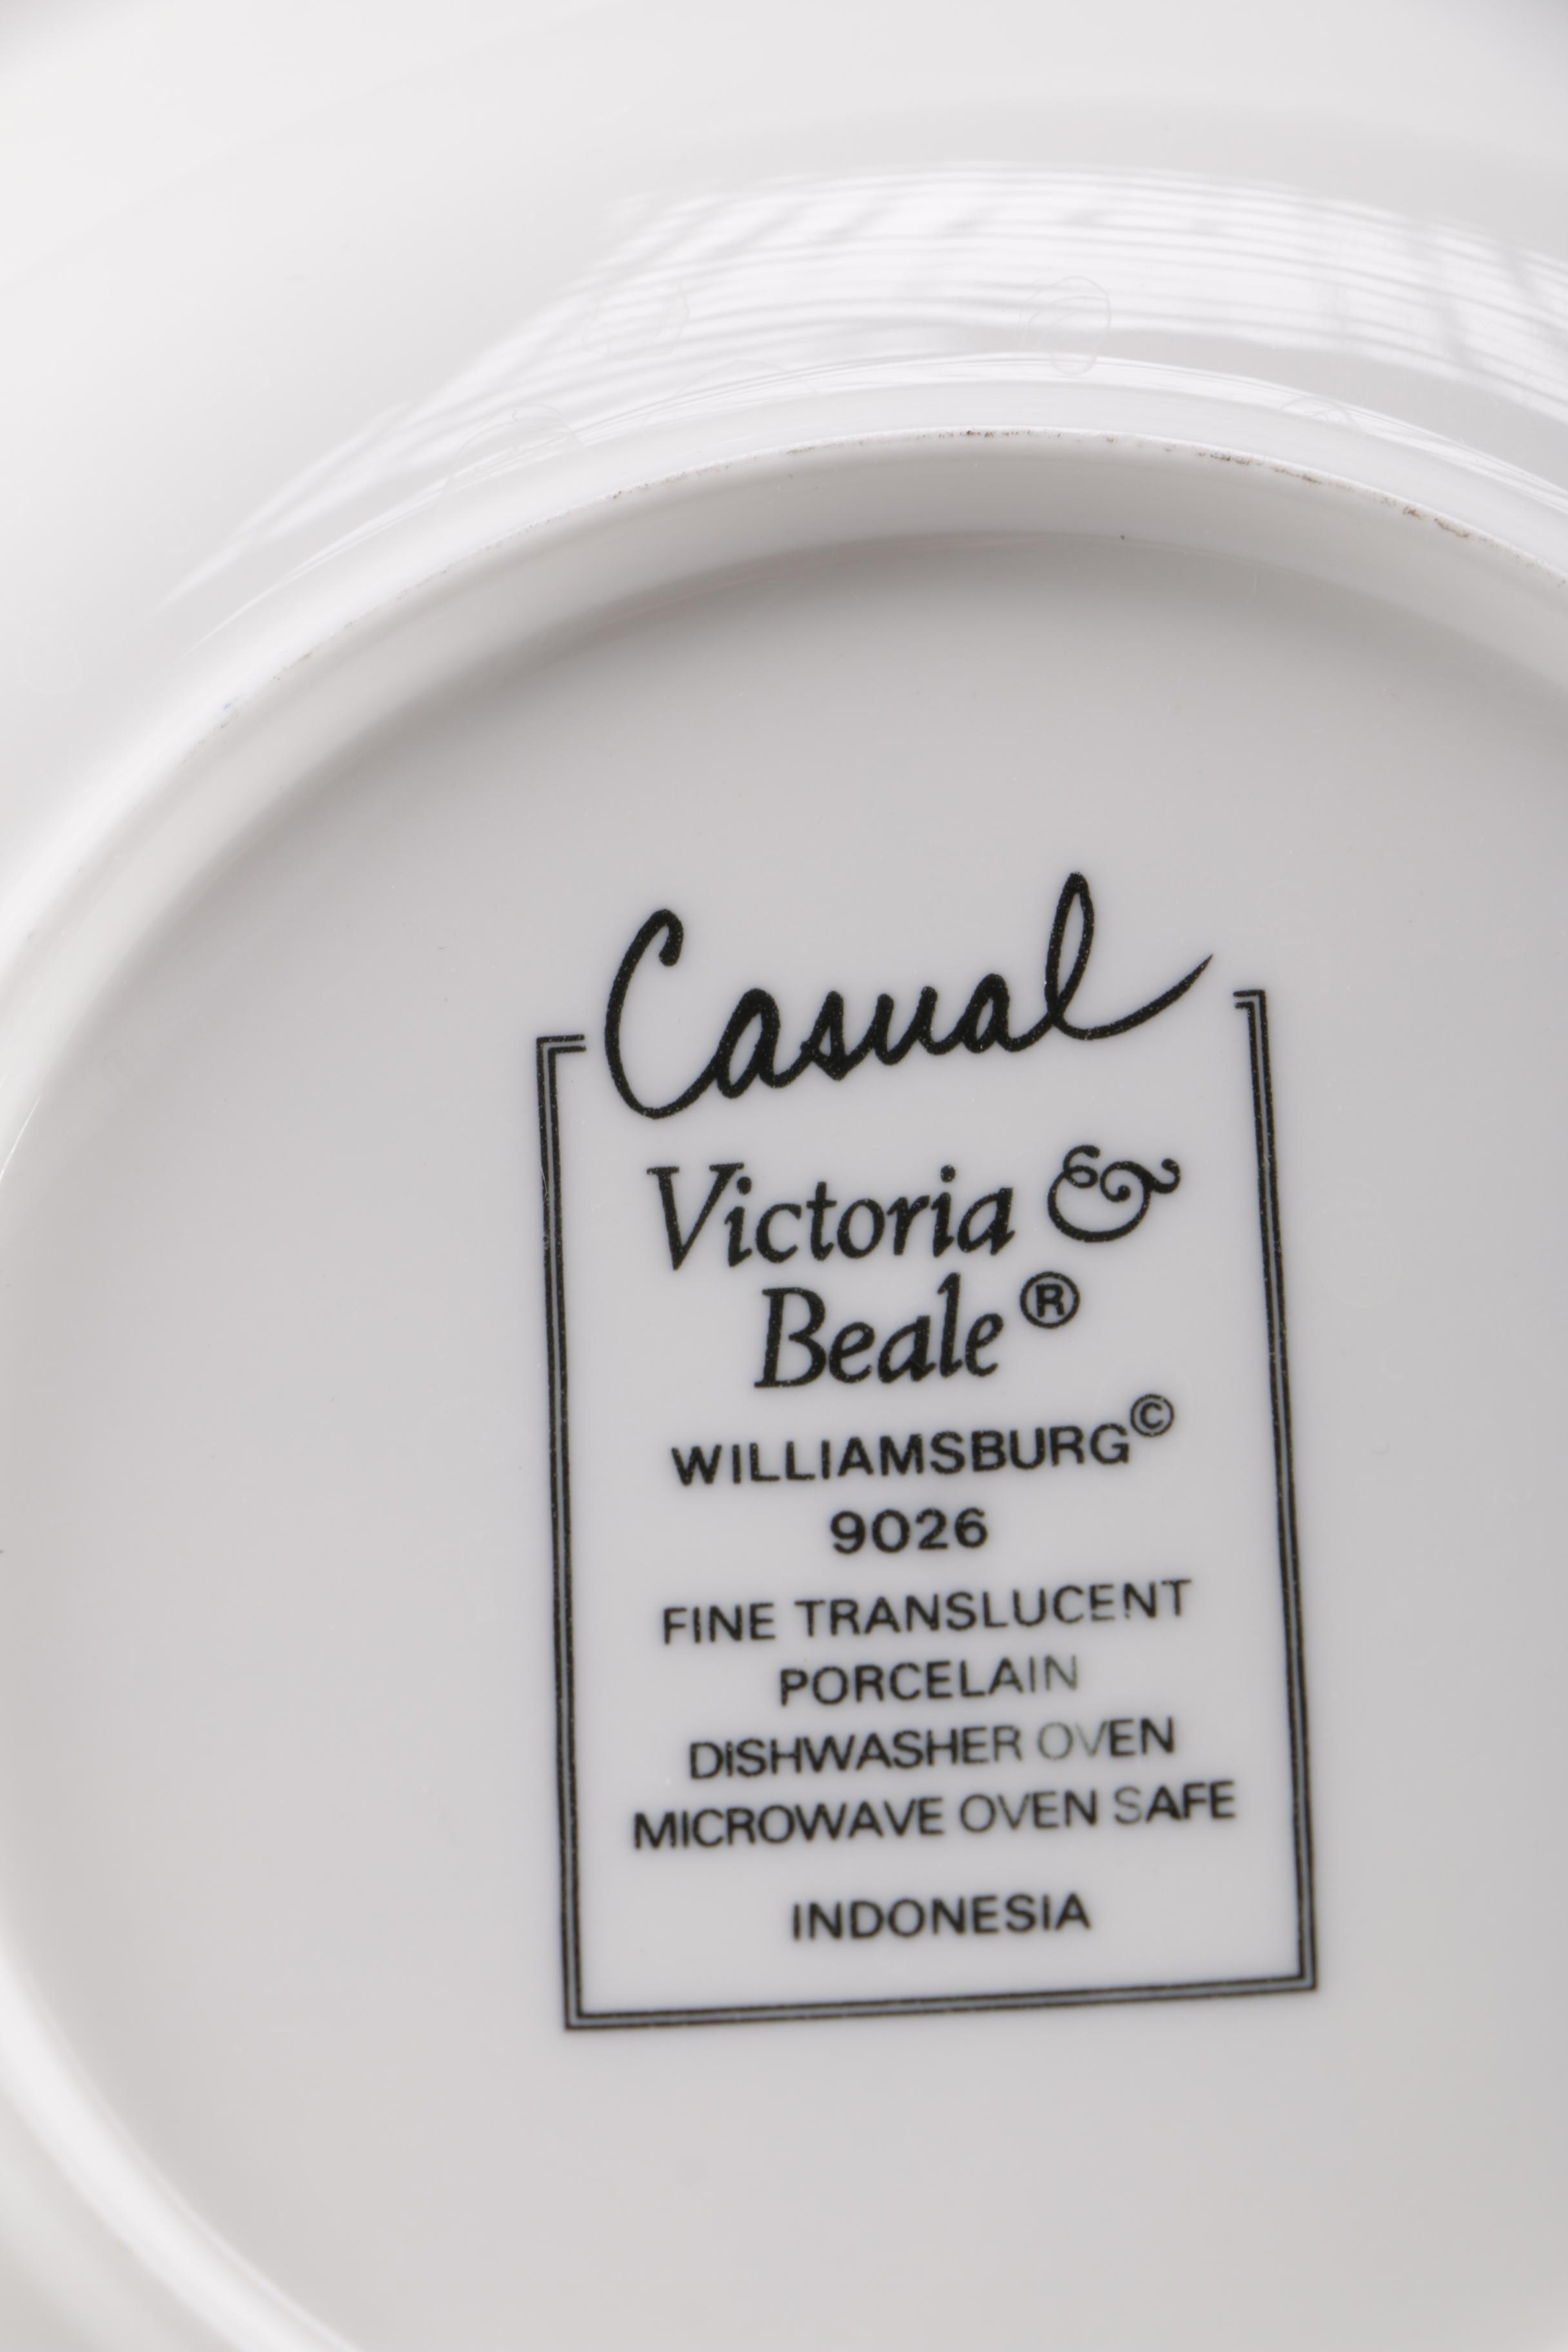 Casual
Victoria &
Beale®
WILLIAMSBURG©
9026
FINE TRANSLUCENT
PORCELAIN
DISHWASHER OVEN
MICROWAVE OVEN SAFE
INDONESIA